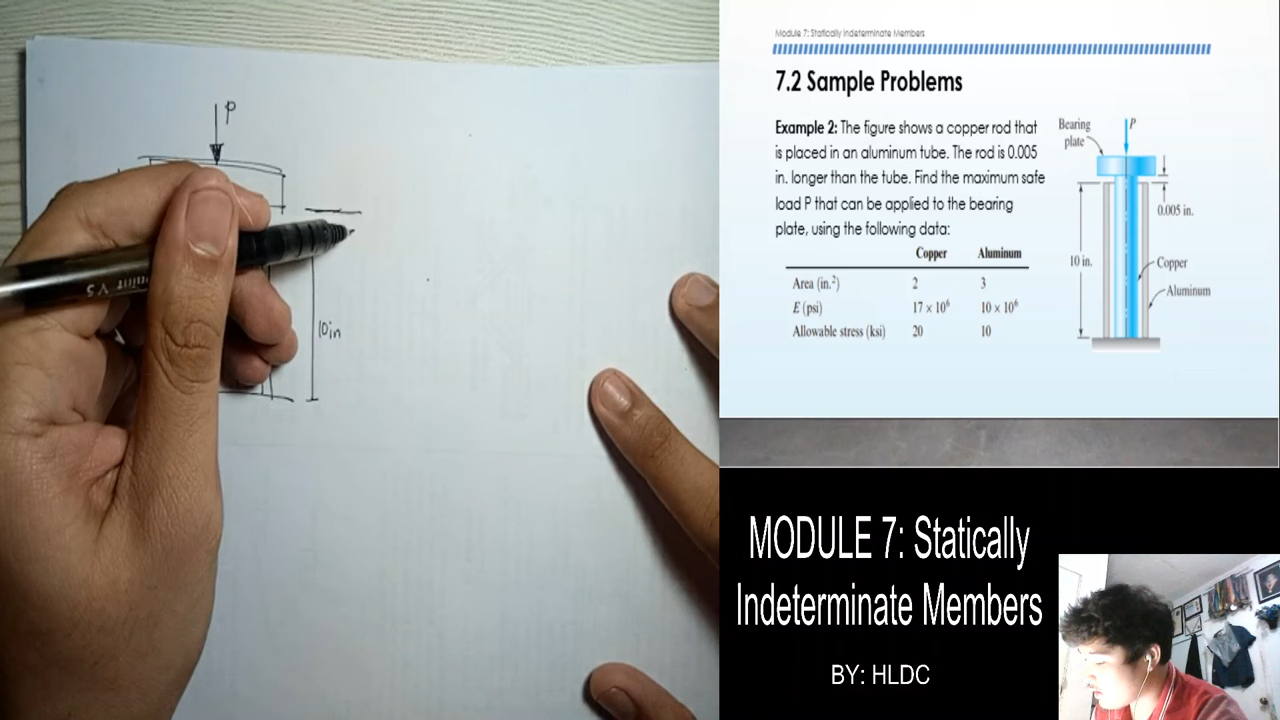 P
10in
Module 7: Statically Indeterminate Members
7.2 Sample Problems
Example 2: The figure shows a copper rod that
is placed in an aluminum tube. The rod is 0.005
in. longer than the tube. Find the maximum safe
load P that can be applied to the bearing
plate, using the following data:
Copper Aluminum
Area (in.²) 2 3
E (psi) 17 × 10⁶ 10 × 10⁶
Allowable stress (ksi) 20 10
Bearing
plate
P
0.005 in.
10 in.
Copper
Aluminum
MODULE 7: Statically
Indeterminate Members
BY: HLDC